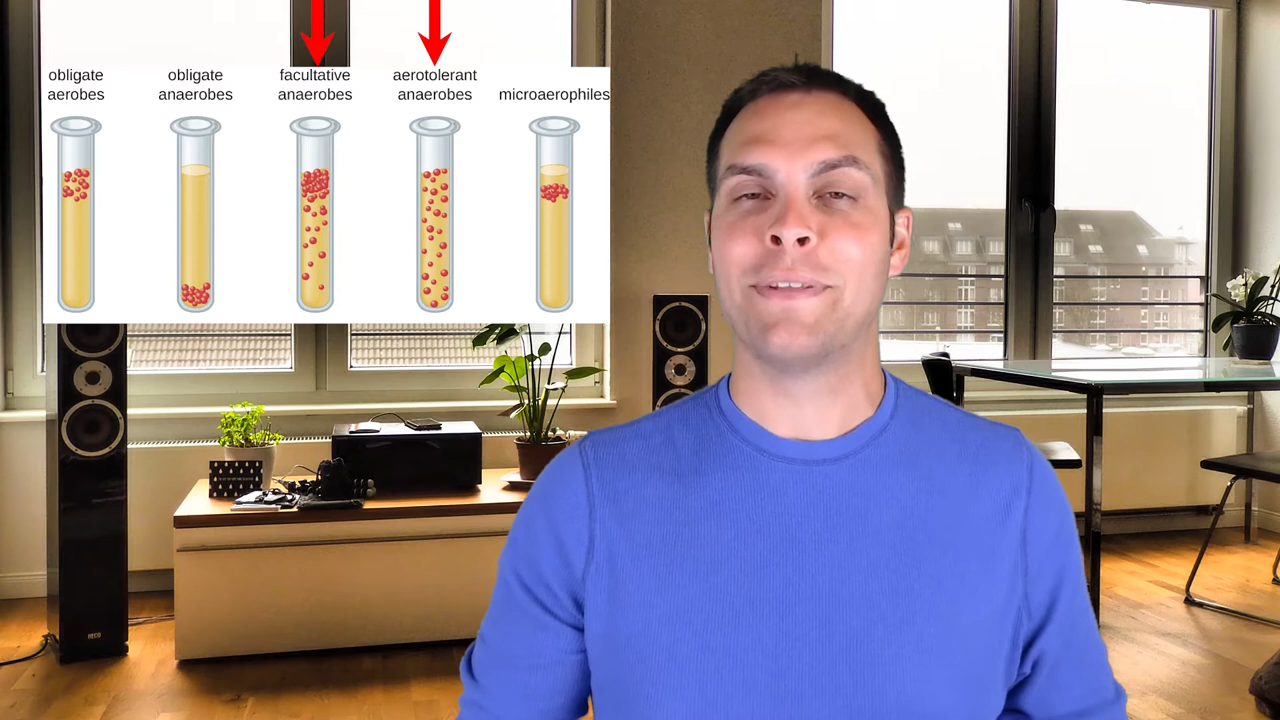 obligate
aerobes
obligate
anaerobes
facultative
anaerobes
aerotolerant
anaerobes
microaerophiles